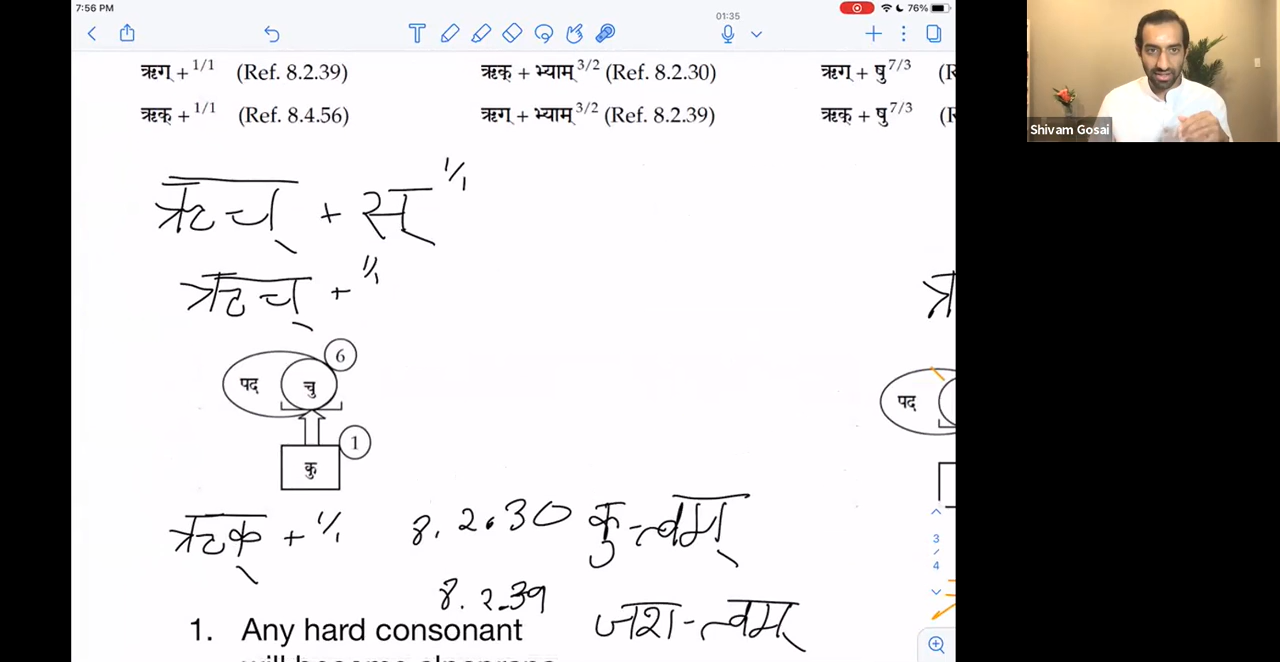 7:56 PM
76%
01:35
ऋग् + 1/1 (Ref. 8.2.39) ऋक् + भ्याम् 3/2 (Ref. 8.2.30) ऋग् + षु 7/3
ऋक् + 1/1 (Ref. 8.4.56) ऋग् + भ्याम् 3/2 (Ref. 8.2.39) ऋक् + षु 7/3
Shivam Gosai
ऋच् + स् 1/1
ऋच् + 1/1
6
पद चु
1
कु
पद
ऋक् + 1/1 8.2.30 कु-त्वम्
8.2.39 जश-त्वम्
1. Any hard consonant
3/4